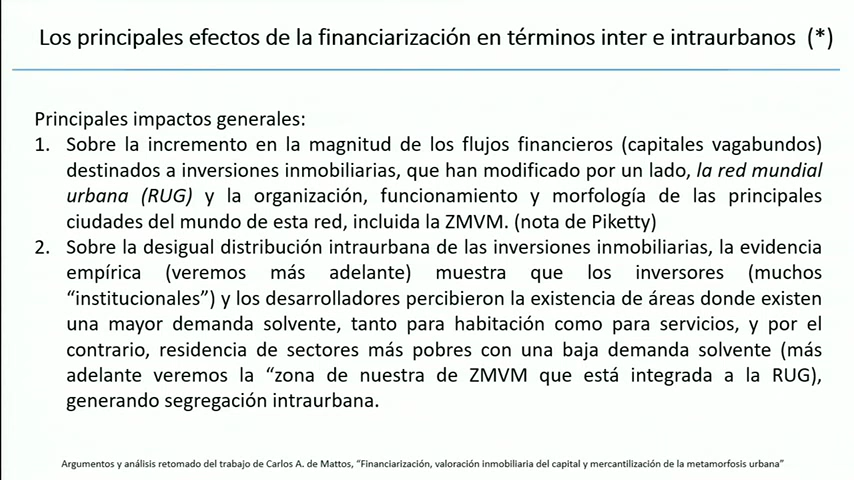 Los principales efectos de la financiarización en términos inter e intraurbanos (*)
Principales impactos generales:
1. Sobre la incremento en la magnitud de los flujos financieros (capitales vagabundos)
destinados a inversiones inmobiliarias, que han modificado por un lado, la red mundial
urbana (RUG) y la organización, funcionamiento y morfología de las principales
ciudades del mundo de esta red, incluida la ZMVM. (nota de Piketty)
2. Sobre la desigual distribución intraurbana de las inversiones inmobiliarias, la evidencia
empírica (veremos más adelante) muestra que los inversores (muchos
“institucionales”) y los desarrolladores percibieron la existencia de áreas donde existen
una mayor demanda solvente, tanto para habitación como para servicios, y por el
contrario, residencia de sectores más pobres con una baja demanda solvente (más
adelante veremos la “zona de nuestra de ZMVM que está integrada a la RUG),
generando segregación intraurbana.
Argumentos y análisis retomado del trabajo de Carlos A. de Mattos, “Financiarización, valoración inmobiliaria del capital y mercantilización de la metamorfosis urbana”